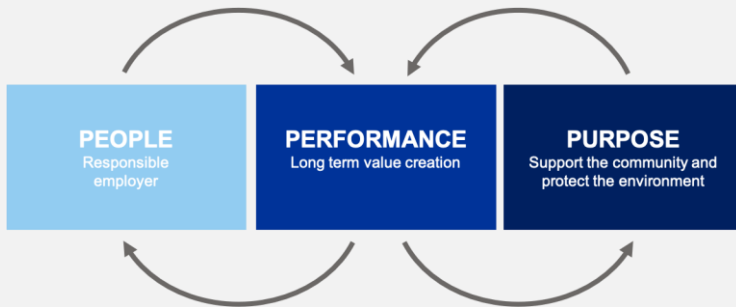 PEOPLE
Responsible
employer
PERFORMANCE
Long term value creation
PURPOSE
Support the community and
protect the environment